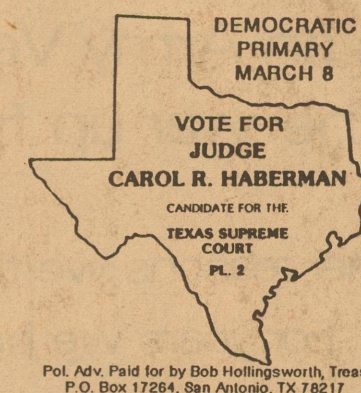 DEMOCRATIC
PRIMARY
MARCH 8
VOTE FOR
JUDGE
CAROL R. HABERMAN
CANDIDATE FOR THE
TEXAS SUPREME
COURT
PL. 2
Pol. Adv. Paid for by Bob Hollingsworth, Treas
P.O. Box 17264, San Antonio, TX 78217